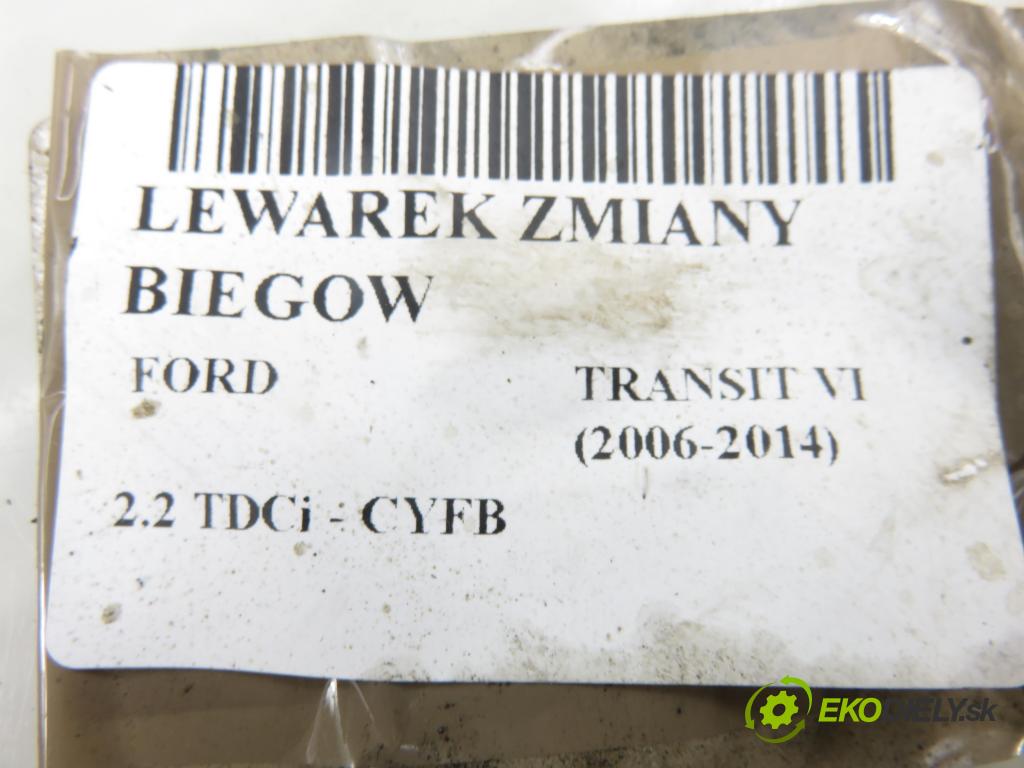 LEWAREK ZMIANY
BIEGOW
FORD
TRANSIT VI
(2006-2014)
2.2 TDCi - CYFB
EKODIELY.sk